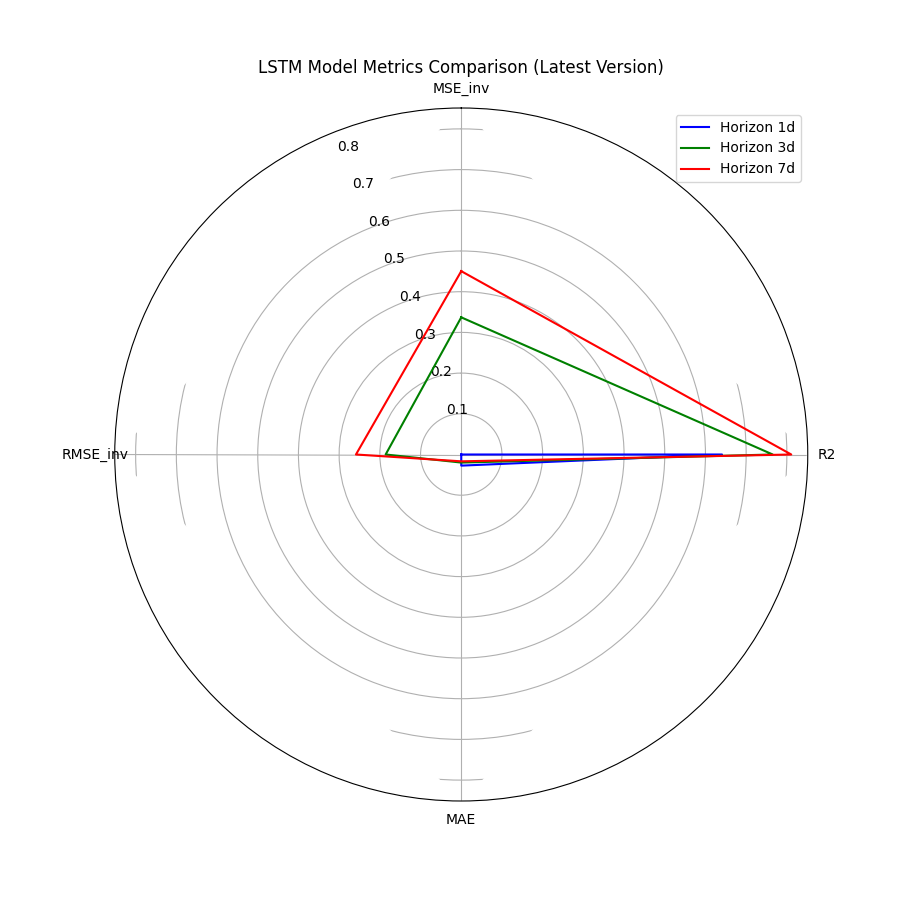 LSTM Model Metrics Comparison (Latest Version)
MSE_inv
Horizon 1d
Horizon 3d
Horizon 7d
0.8
0.7
0.6
0.5
0.4
0.3
0.2
0.1
RMSE_inv
R2
MAE